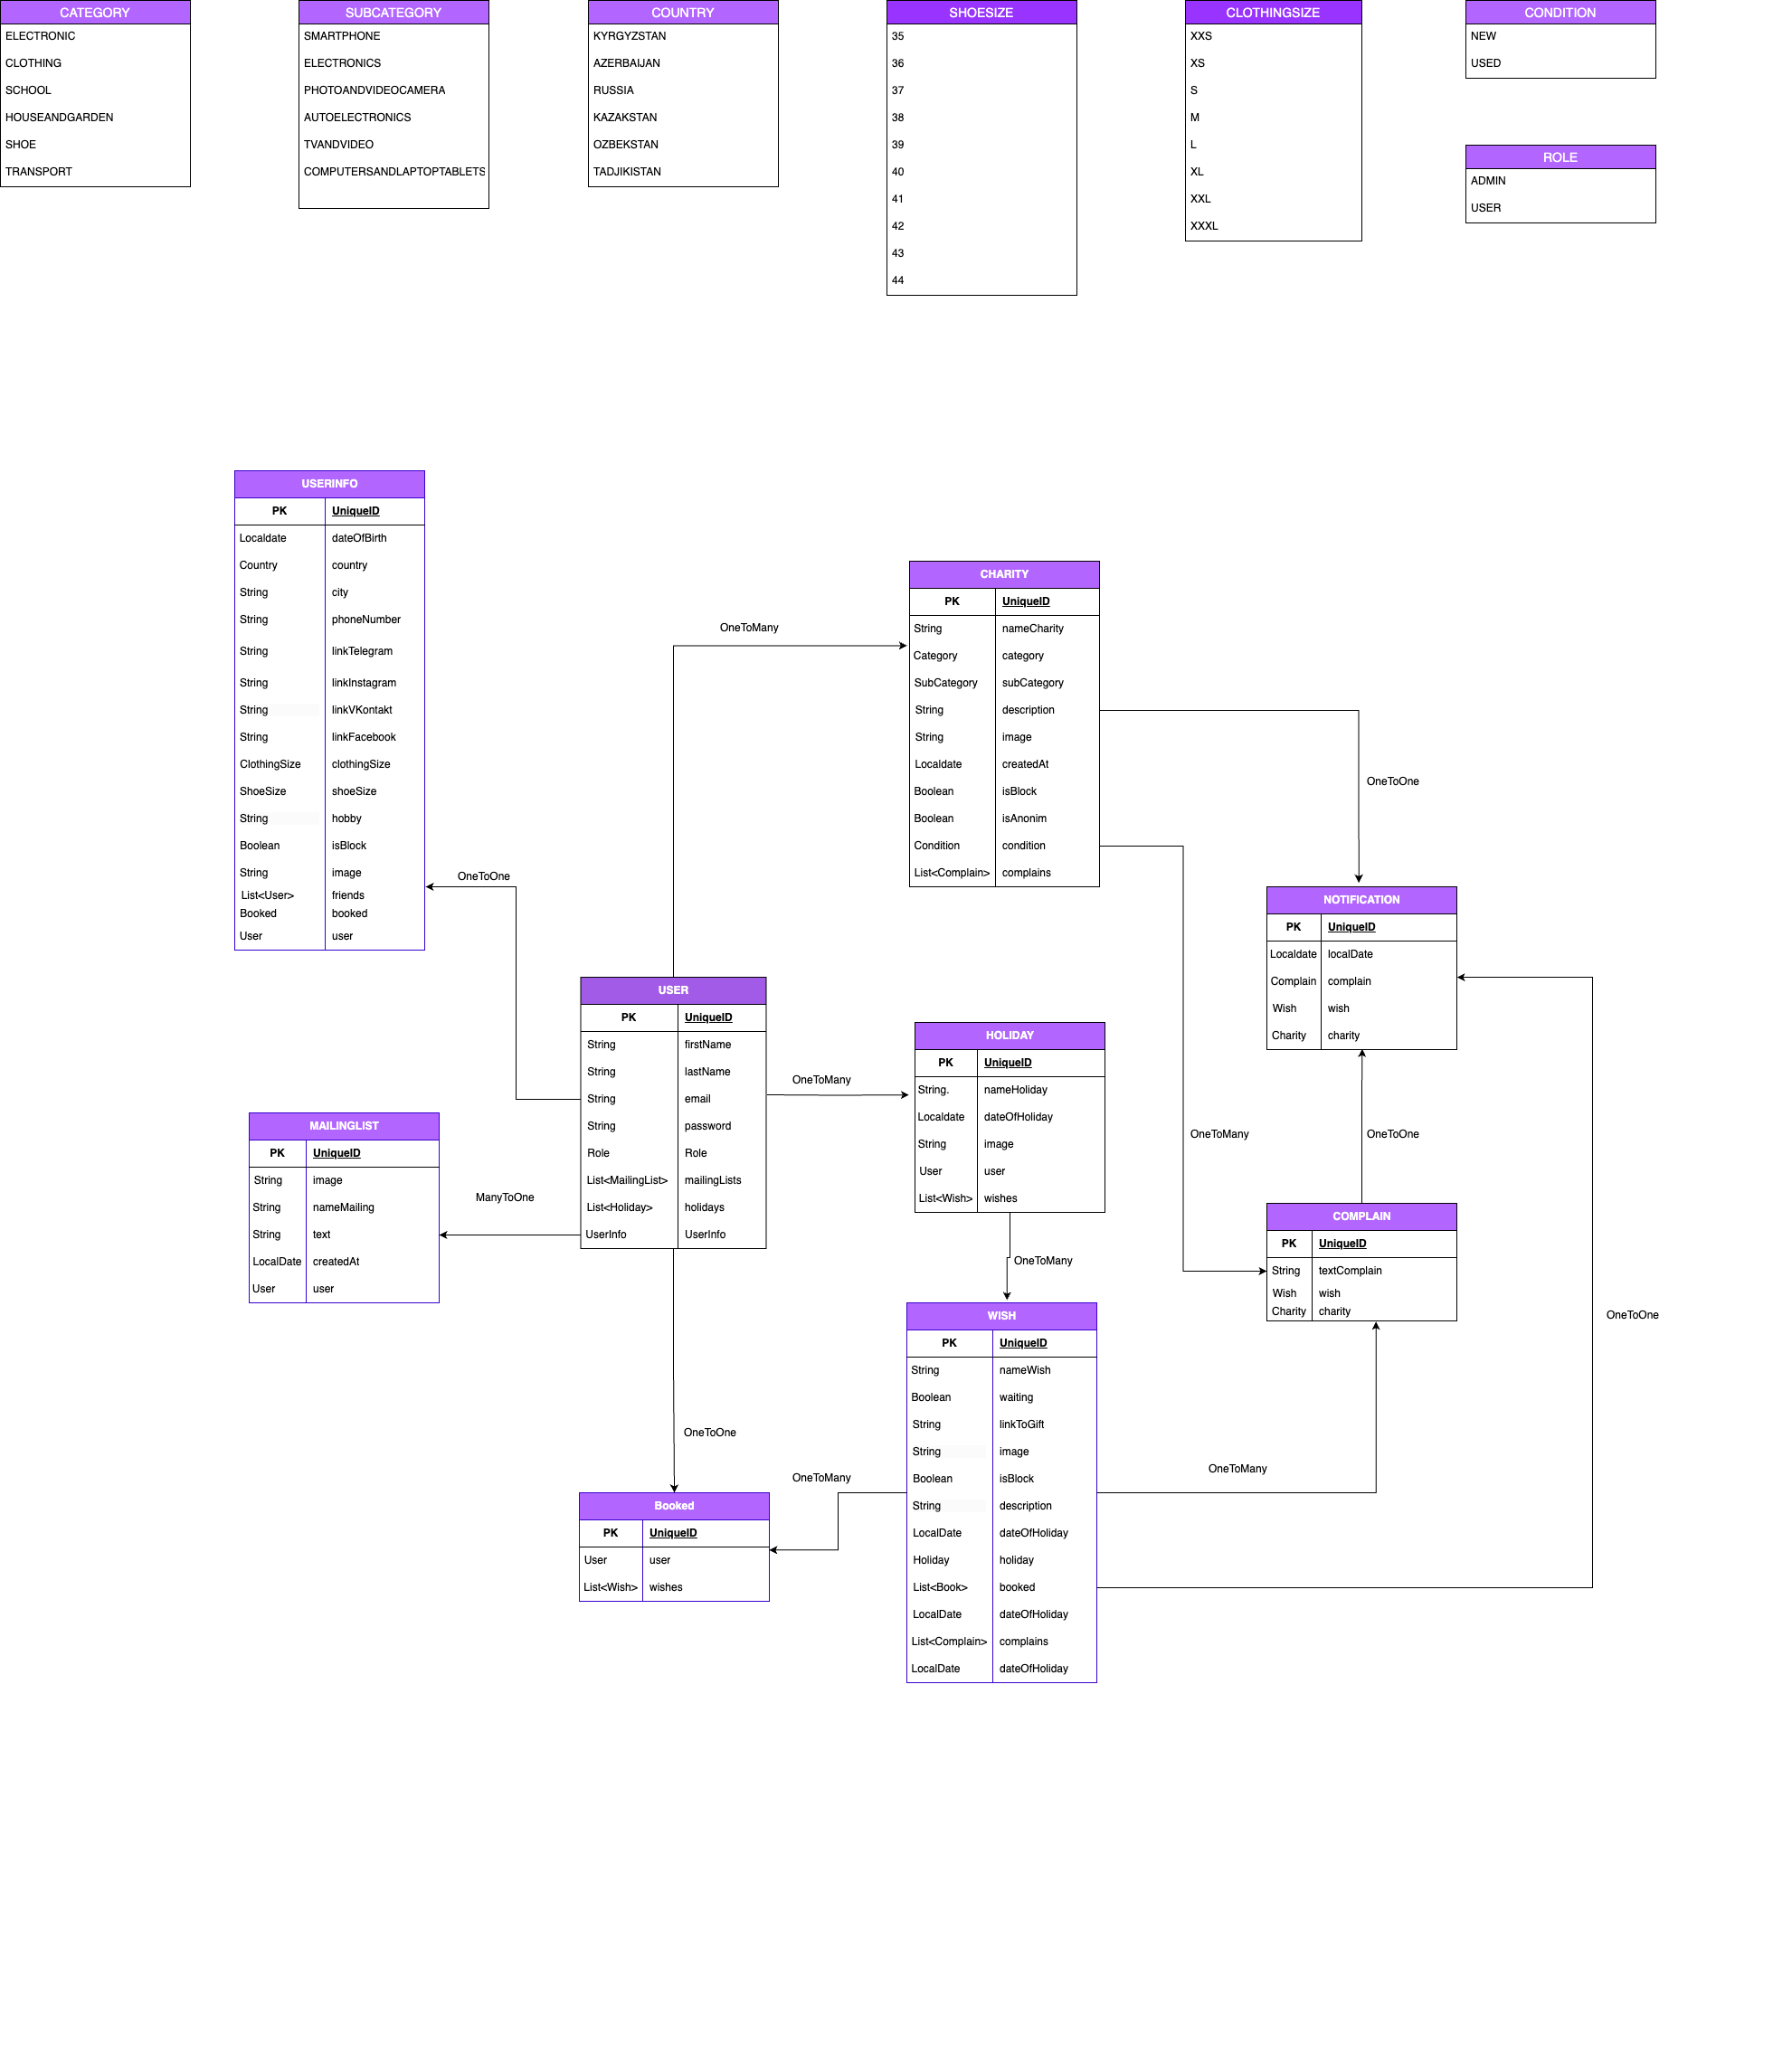 CATEGORY
ELECTRONIC
CLOTHING
SCHOOL
HOUSEANDGARDEN
SHOE
TRANSPORT
SUBCATEGORY
SMARTPHONE
ELECTRONICS
PHOTOANDVIDEOCAMERA
AUTOELECTRONICS
TVANDVIDEO
COMPUTERSANDLAPTOPTABLETS
COUNTRY
KYRGYZSTAN
AZERBAIJAN
RUSSIA
KAZAKSTAN
OZBEKSTAN
TADJIKISTAN
SHOESIZE
35
36
37
38
39
40
41
42
43
44
CLOTHINGSIZE
XXS
XS
S
M
L
XL
XXL
XXXL
CONDITION
NEW
USED
ROLE
ADMIN
USER
USERINFO
PK UniqueID
Localdate dateOfBirth
Country country
String city
String phoneNumber
String linkTelegram
String linkInstagram
String linkVKontakt
String linkFacebook
ClothingSize clothingSize
ShoeSize shoeSize
String hobby
Boolean isBlock
String image
List<User> friends
Booked booked
User user
OneToOne
OneToMany
CHARITY
PK UniqueID
String nameCharity
Category category
SubCategory subCategory
String description
String image
Localdate createdAt
Boolean isBlock
Boolean isAnonim
Condition condition
List<Complain> complains
OneToOne
NOTIFICATION
PK UniqueID
Localdate localDate
Complain complain
Wish wish
Charity charity
USER
PK UniqueID
String firstName
String lastName
String email
String password
Role Role
List<MailingList> mailingLists
List<Holiday> holidays
UserInfo UserInfo
OneToMany
HOLIDAY
PK UniqueID
String. nameHoliday
Localdate dateOfHoliday
String image
User user
List<Wish> wishes
OneToMany
OneToOne
MAILINGLIST
PK UniqueID
String image
String nameMailing
String text
LocalDate createdAt
User user
ManyToOne
OneToMany
COMPLAIN
PK UniqueID
String textComplain
Wish wish
Charity charity
OneToOne
WISH
PK UniqueID
String nameWish
Boolean waiting
String linkToGift
String image
Boolean isBlock
String description
LocalDate dateOfHoliday
Holiday holiday
List<Book> booked
LocalDate dateOfHoliday
List<Complain> complains
LocalDate dateOfHoliday
OneToOne
OneToMany
OneToMany
Booked
PK UniqueID
User user
List<Wish> wishes